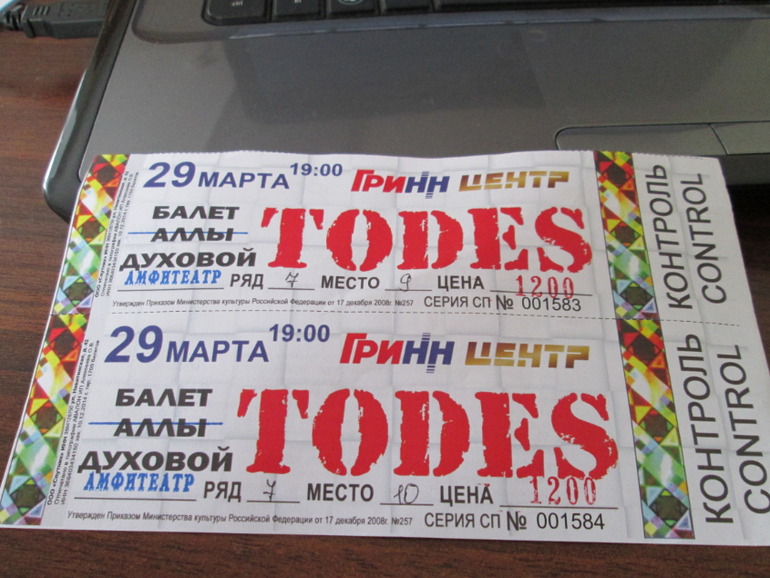 29 МАРТА 19:00 ГРИНН ЦЕНТР
БАЛЕТ
АЛЛЫ
ДУХОВОЙ
TODES
АМФИТЕАТР РЯД 7 МЕСТО 9 ЦЕНА 1200
Утвержден Приказом Министерства культуры Российской Федерации от 17 декабря 2008г. №257 СЕРИЯ СП № 001583
КОНТРОЛЬ
CONTROL
29 МАРТА 19:00 ГРИНН ЦЕНТР
БАЛЕТ
АЛЛЫ
ДУХОВОЙ
TODES
АМФИТЕАТР РЯД 7 МЕСТО 10 ЦЕНА 1200
Утвержден Приказом Министерства культуры Российской Федерации от 17 декабря 2008г. №257 СЕРИЯ СП № 001584
КОНТРОЛЬ
CONTROL